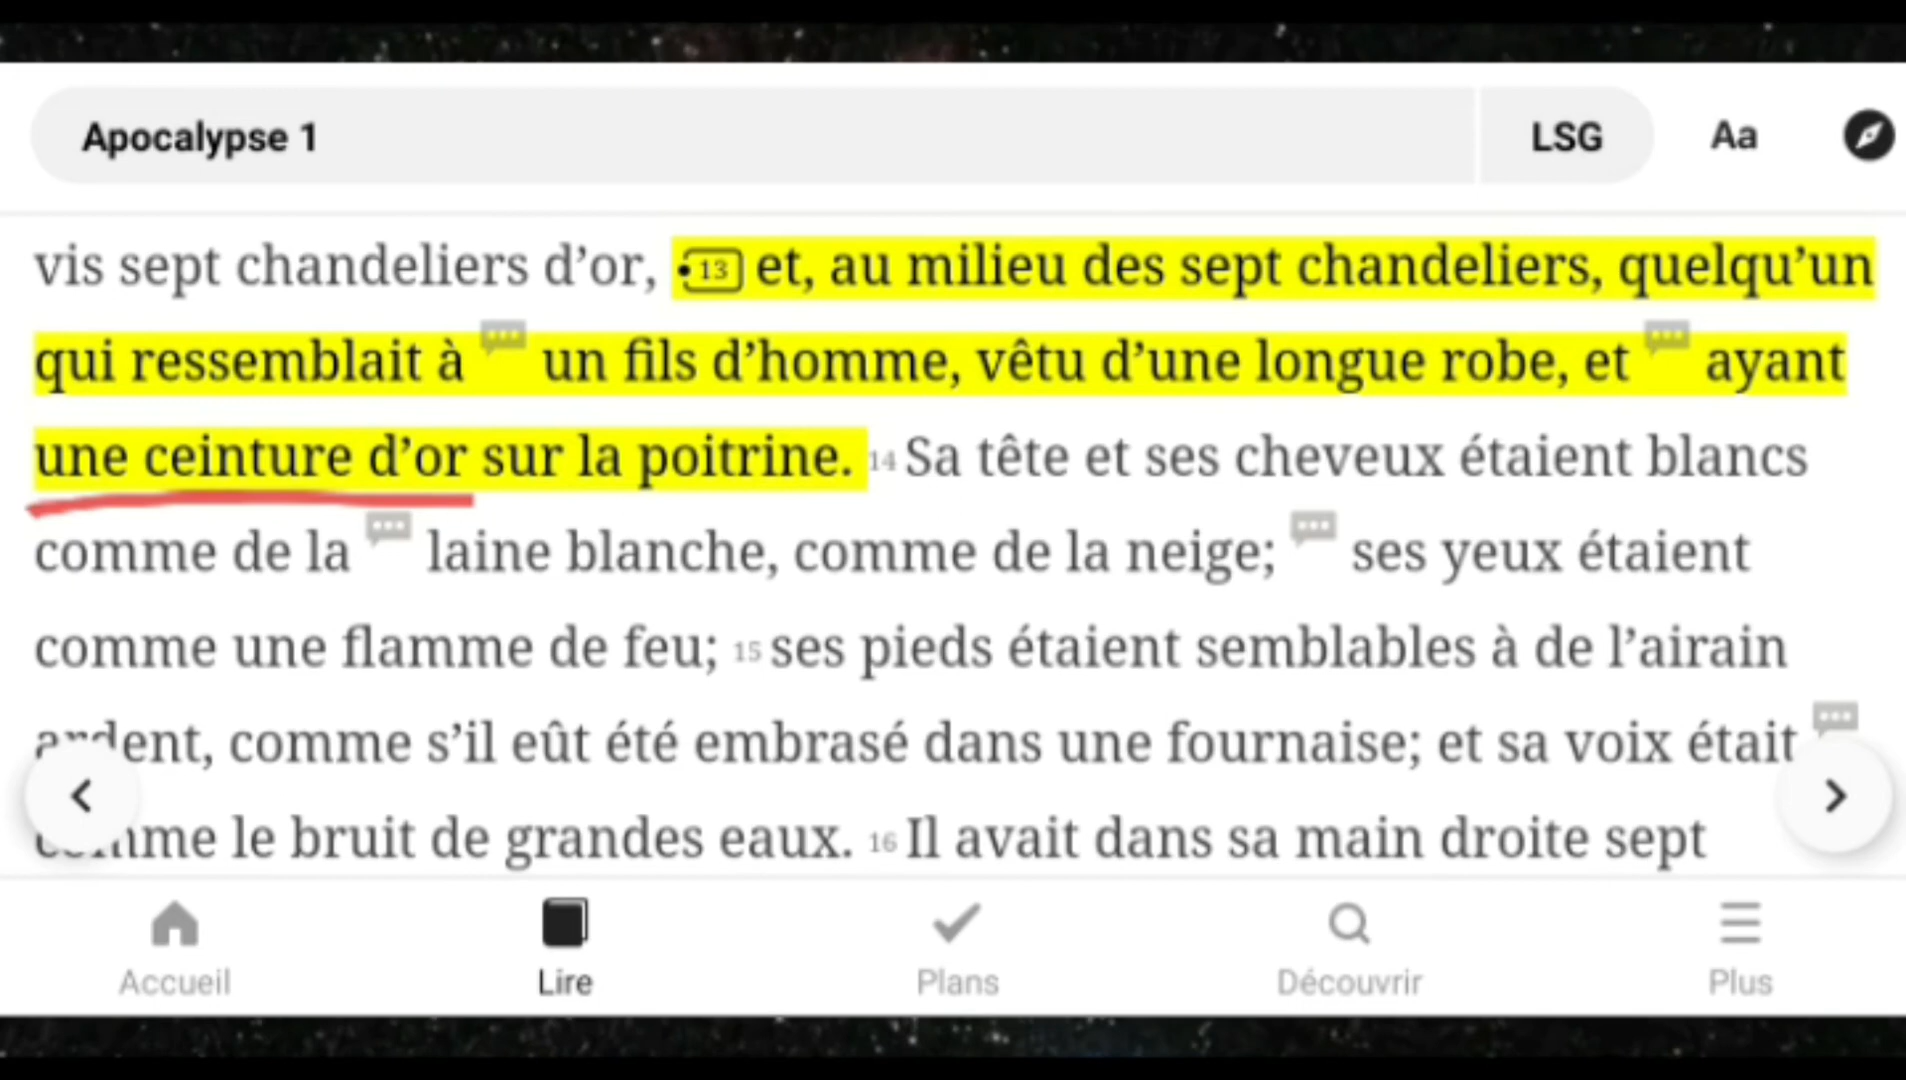 Apocalypse 1
LSG
Aa
vis sept chandeliers d’or, 13 et, au milieu des sept chandeliers, quelqu’un
qui ressemblait à un fils d’homme, vêtu d’une longue robe, et ayant
une ceinture d’or sur la poitrine. 14 Sa tête et ses cheveux étaient blancs
comme de la laine blanche, comme de la neige; ses yeux étaient
comme une flamme de feu; 15 ses pieds étaient semblables à de l’airain
ardent, comme s’il eût été embrasé dans une fournaise; et sa voix était
comme le bruit de grandes eaux. 16 Il avait dans sa main droite sept
Accueil
Lire
Plans
Découvrir
Plus